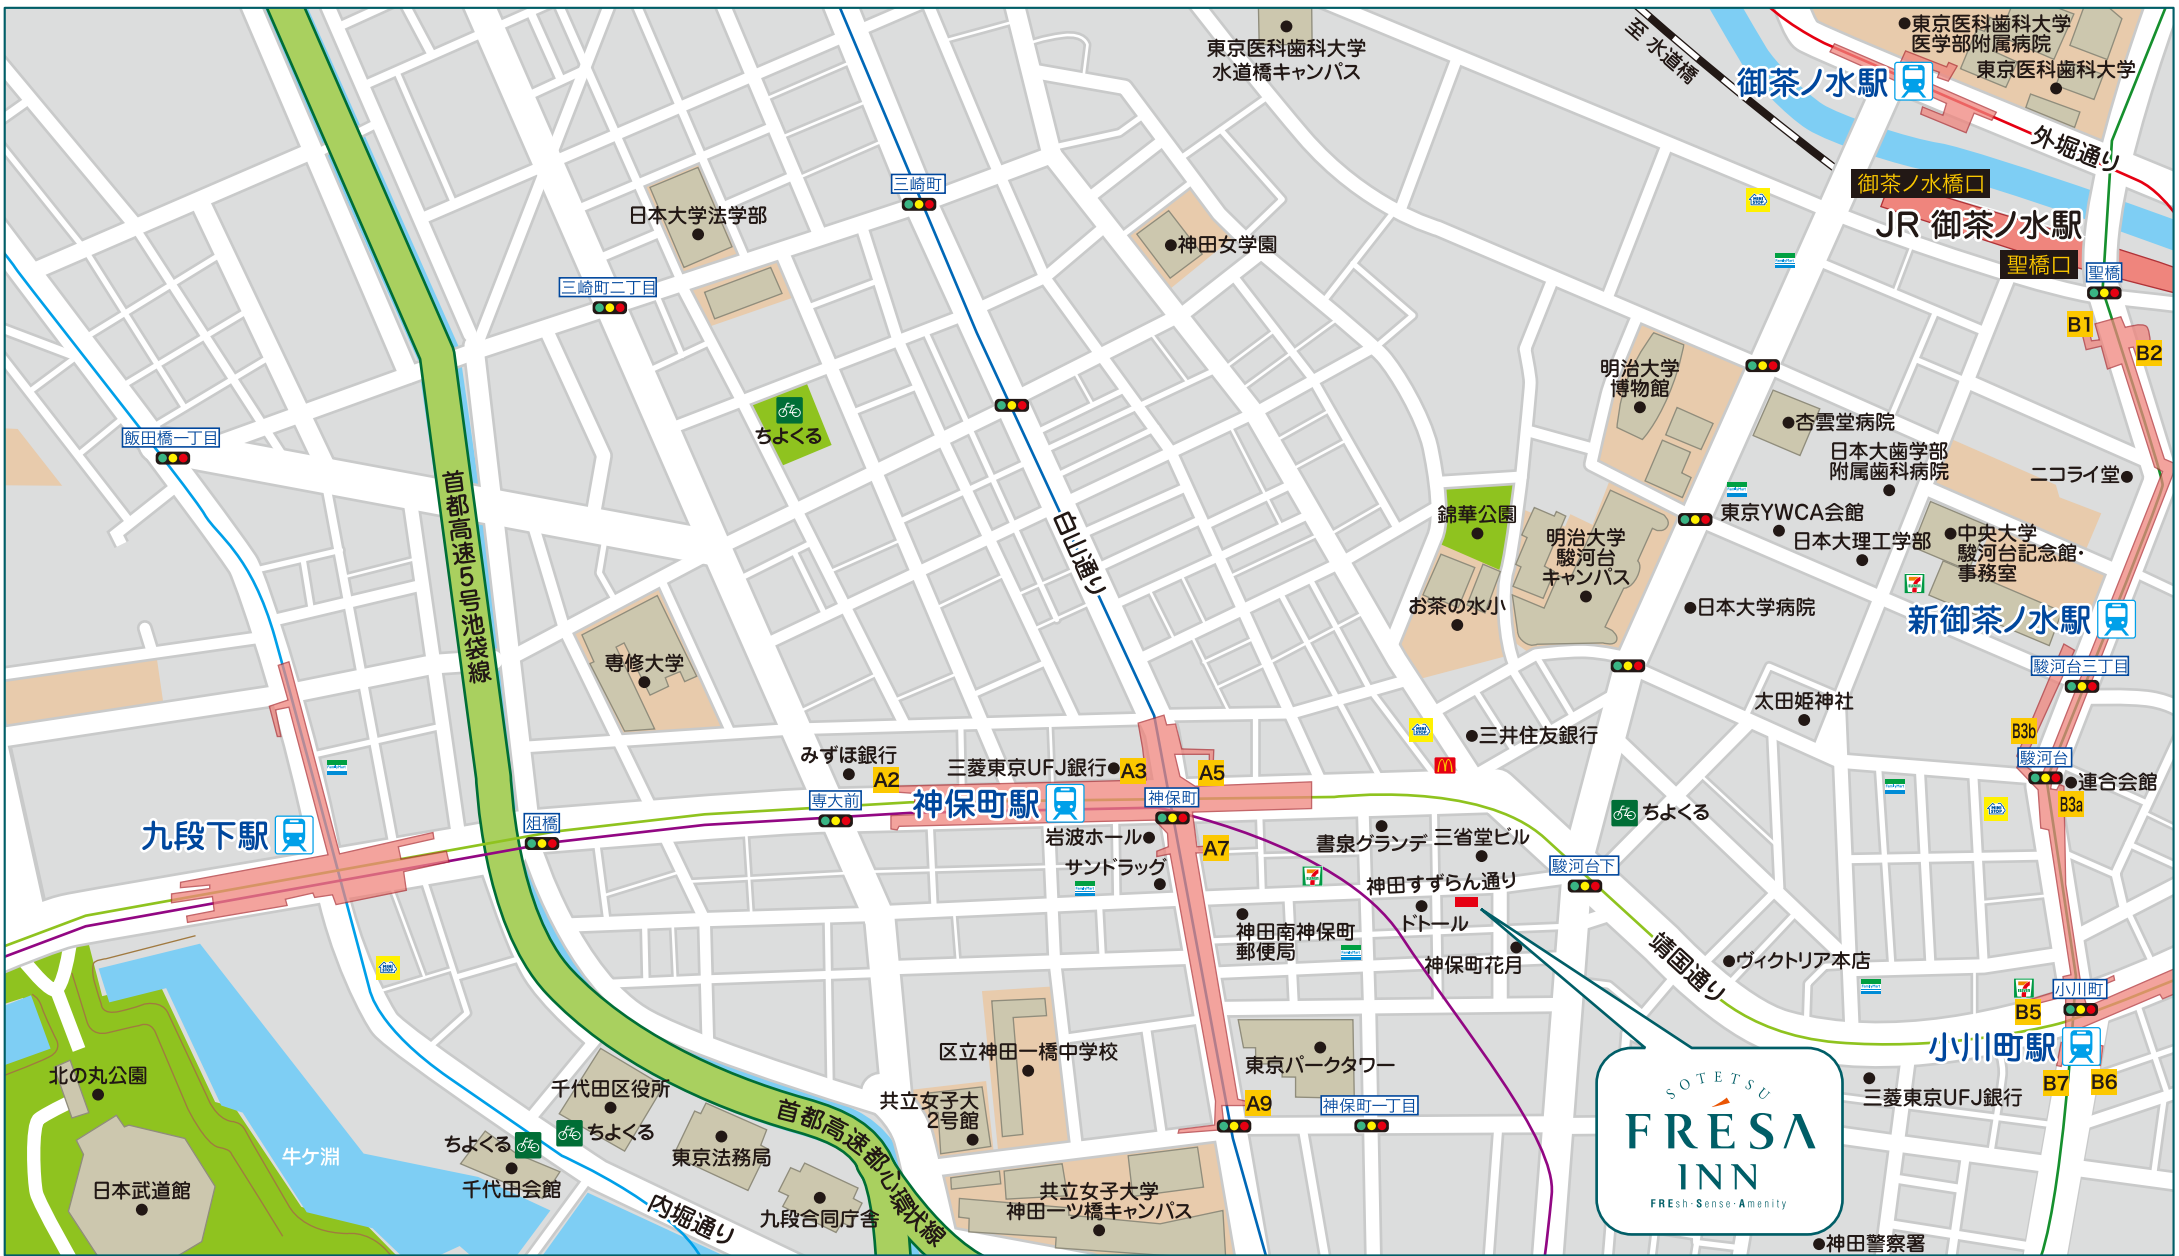 東京医科歯科大学
水道橋キャンパス
至 水道橋
東京医科歯科大学
医学部附属病院
東京医科歯科大学
御茶ノ水駅
外堀通り
御茶ノ水橋口
JR 御茶ノ水駅
聖橋口
聖橋
B1
B2
三崎町
日本大学法学部
神田女学園
三崎町二丁目
明治大学
博物館
杏雲堂病院
日本大歯学部
附属歯科病院
ニコライ堂
ちよくる
飯田橋一丁目
首都高速5号池袋線
白山通り
錦華公園
明治大学
駿河台
キャンパス
東京YWCA会館
日本大理工学部
中央大学
駿河台記念館・
事務室
お茶の水小
日本大学病院
新御茶ノ水駅
駿河台三丁目
専修大学
太田姫神社
B3b
駿河台
連合会館
B3a
三井住友銀行
みずほ銀行
A2
三菱東京UFJ銀行
A3
A5
専大前
神保町駅
神保町
俎橋
九段下駅
岩波ホール
A7
サンドラッグ
書泉グランデ
三省堂ビル
ちよくる
駿河台下
神田すずらん通り
ドトール
神田南神保町
郵便局
神保町花月
靖国通り
ヴィクトリア本店
小川町
B5
小川町駅
B7
B6
三菱東京UFJ銀行
区立神田一橋中学校
東京パークタワー
A9
神保町一丁目
共立女子大
2号館
北の丸公園
千代田区役所
ちよくる
ちよくる
千代田会館
東京法務局
首都高速都心環状線
牛ケ淵
日本武道館
内堀通り
九段合同庁舎
共立女子大学
神田一ツ橋キャンパス
SOTETSU
FRESA
INN
FREsh・Sense・Amenity
神田警察署